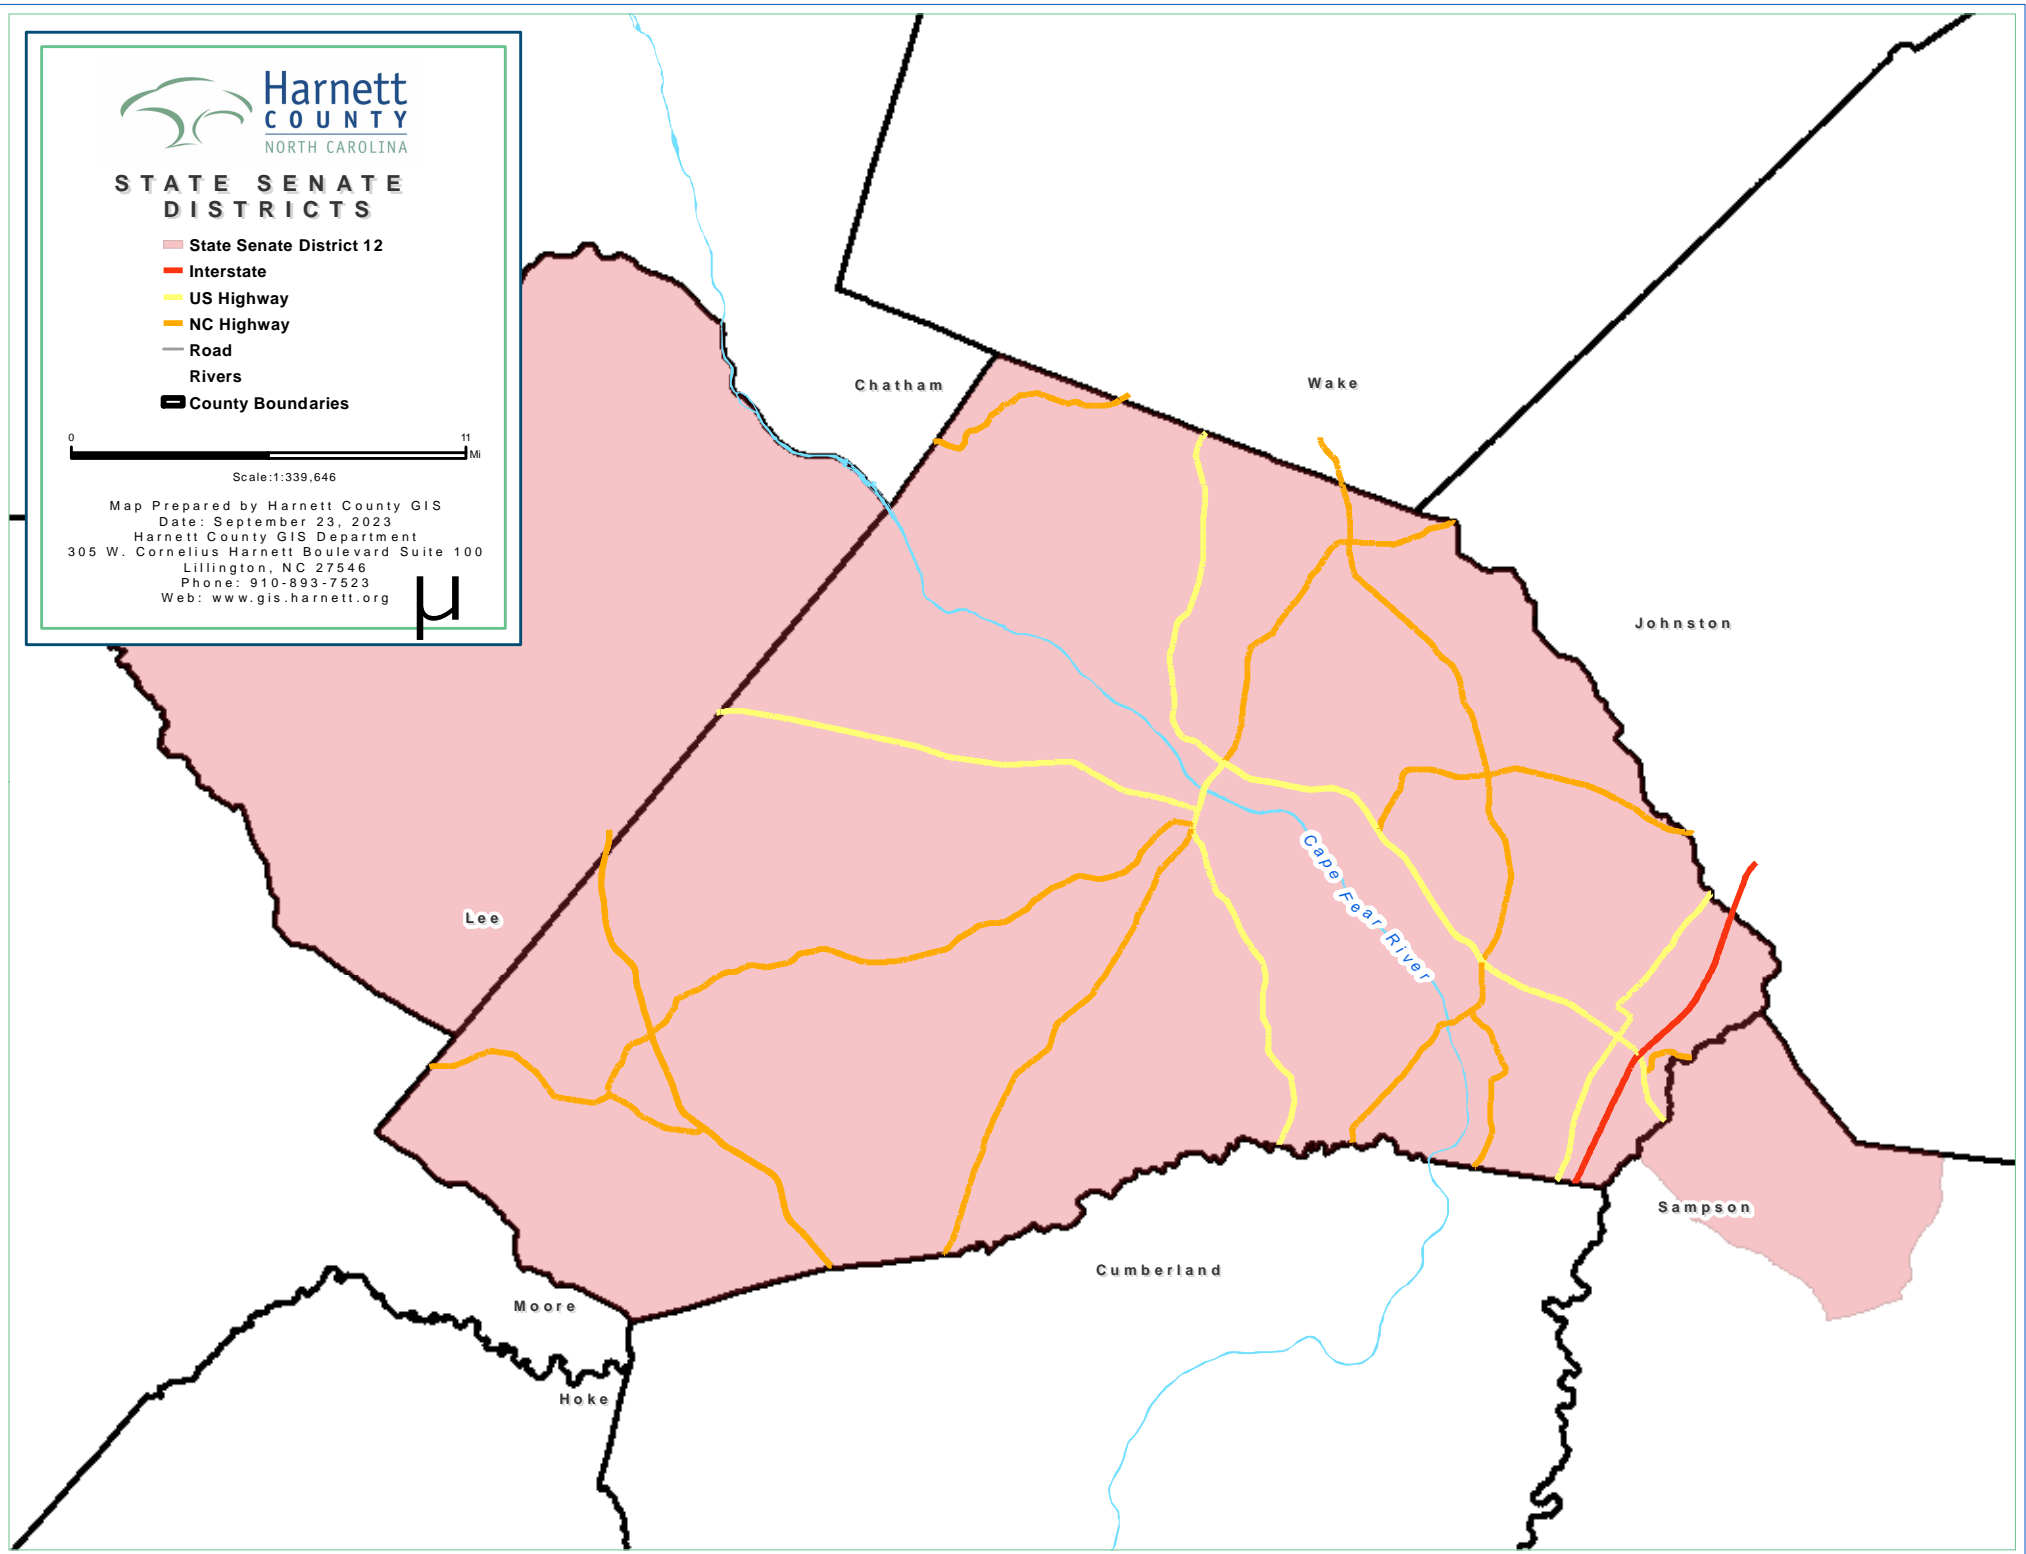 Harnett
COUNTY
NORTH CAROLINA
STATE SENATE
DISTRICTS
State Senate District 12
Interstate
US Highway
NC Highway
Road
Rivers
County Boundaries
0 11
Mi
Scale:1:339,646
Map Prepared by Harnett County GIS
Date: September 23, 2023
Harnett County GIS Department
305 W. Cornelius Harnett Boulevard Suite 100
Lillington, NC 27546
Phone: 910-893-7523
Web: www.gis.harnett.org
µ
Chatham
Wake
Johnston
Cape Fear River
Lee
Sampson
Cumberland
Moore
Hoke